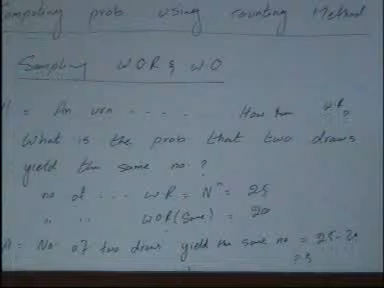 Computing prob using counting Method
Sampling WOR & WO
An urn . . . . . How
What is the prob that two draws
yield the same no. ?
no of . . . WR = Nⁿ = 25
" " WOR (Same) = 20
A = No. of two draws yield the same no = 25-20
= 5